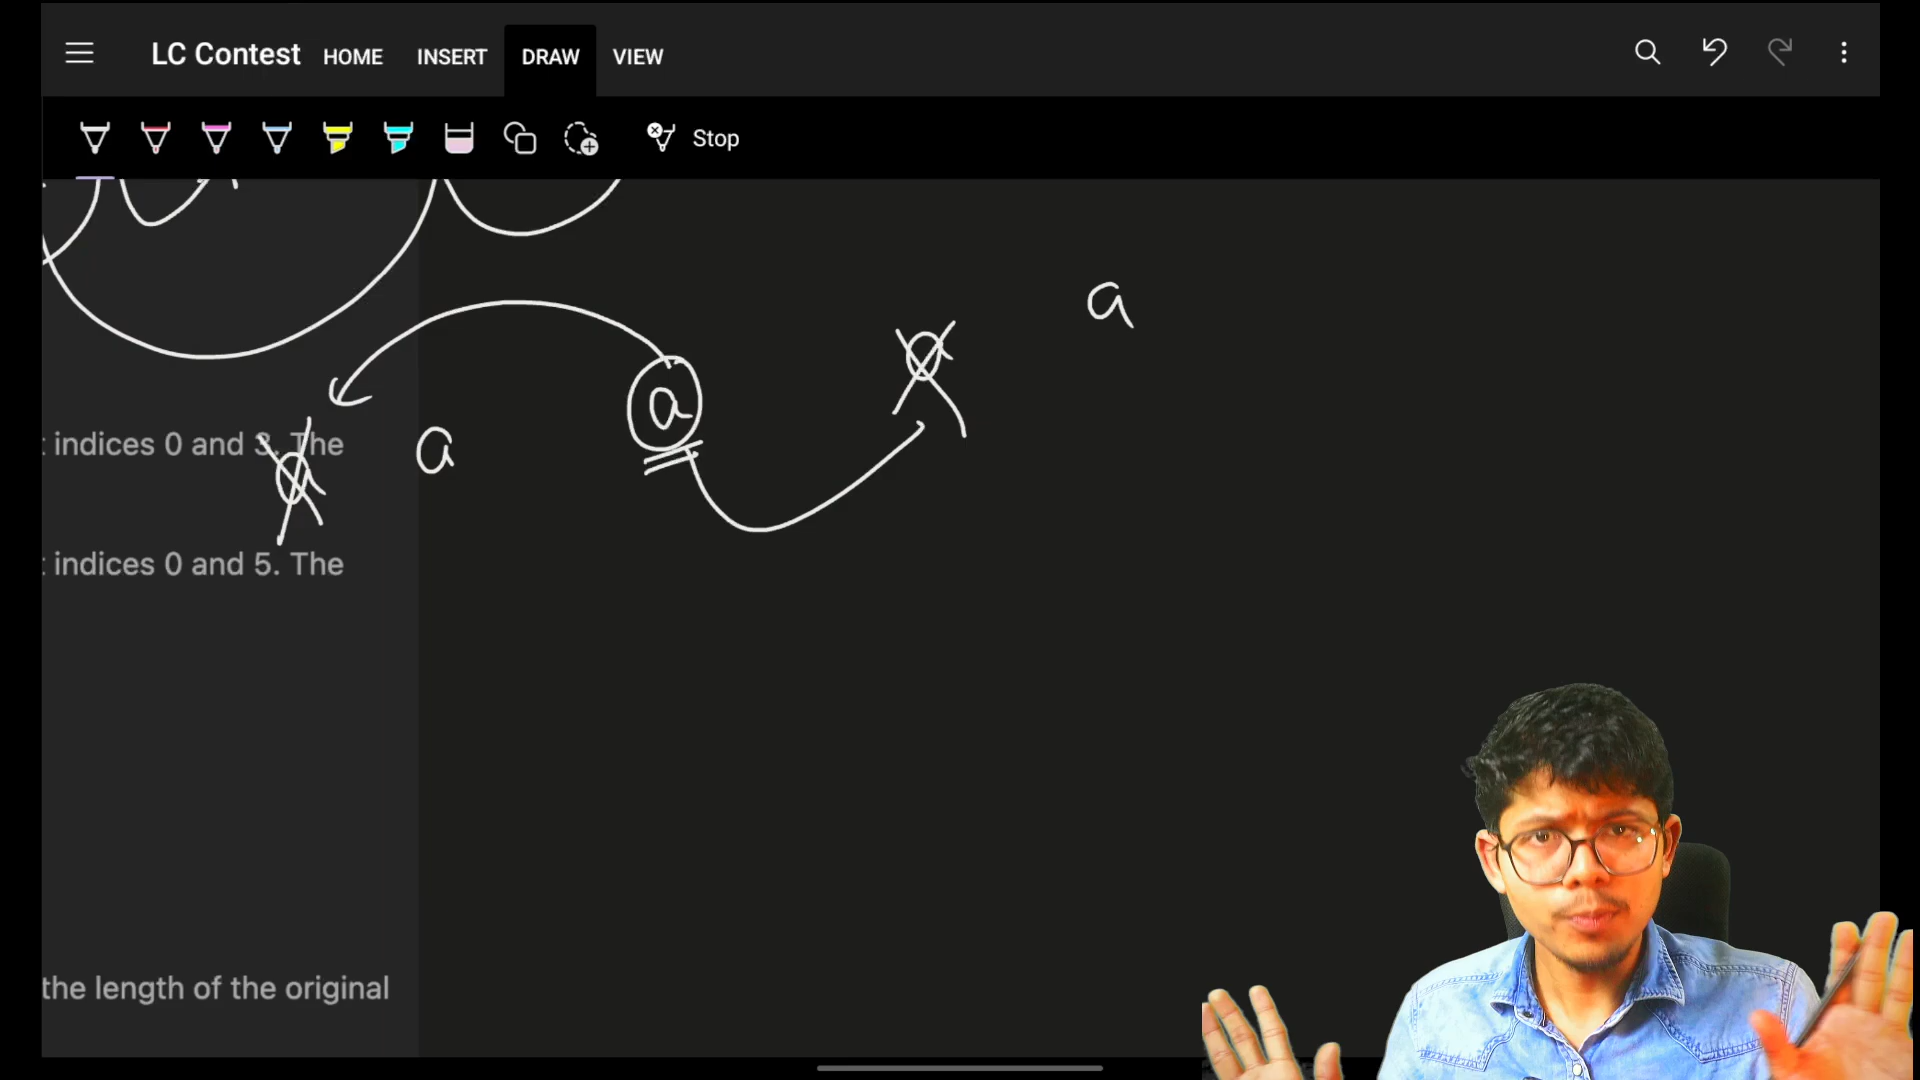 LC Contest HOME INSERT DRAW VIEW
Stop
a
a
a
a
: indices 0 and 3. The
a
a
: indices 0 and 5. The
the length of the original